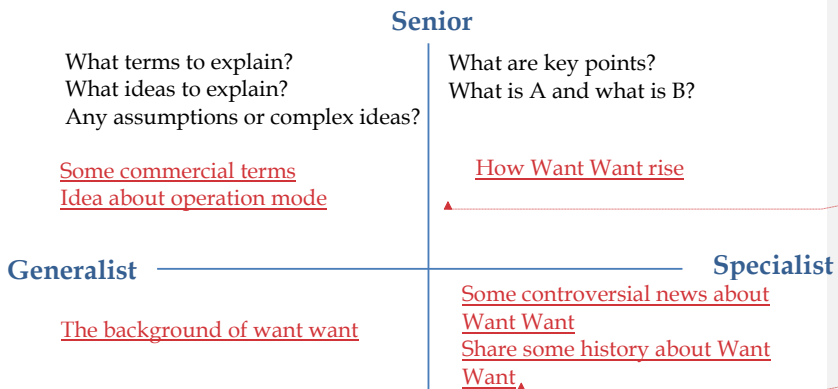 Senior
What terms to explain?
What ideas to explain?
Any assumptions or complex ideas?
Some commercial terms
Idea about operation mode
What are key points?
What is A and what is B?
How Want Want rise
Generalist
Specialist
The background of want want
Some controversial news about
Want Want
Share some history about Want
Want